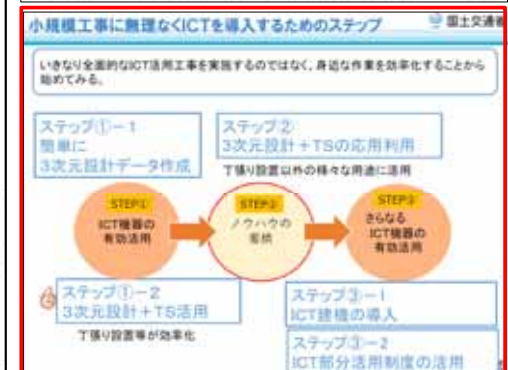 小規模工事に無理なくICTを導入するためのステップ
国土交通省
いきなり全面的なICT活用工事を実施するのではなく、身近な作業を効率化することから
始めてみる。
ステップ①－1
簡単に
3次元設計データ作成
ステップ②
3次元設計＋TSの応用利用
丁張り設置以外の様々な用途に活用
STEP1
ICT機器の
有効活用
STEP2
ノウハウの
蓄積
STEP3
さらなる
ICT機器の
有効活用
ステップ①－2
3次元設計＋TS活用
丁張り設置等が効率化
ステップ③－1
ICT建機の導入
ステップ③－2
ICT部分活用制度の活用